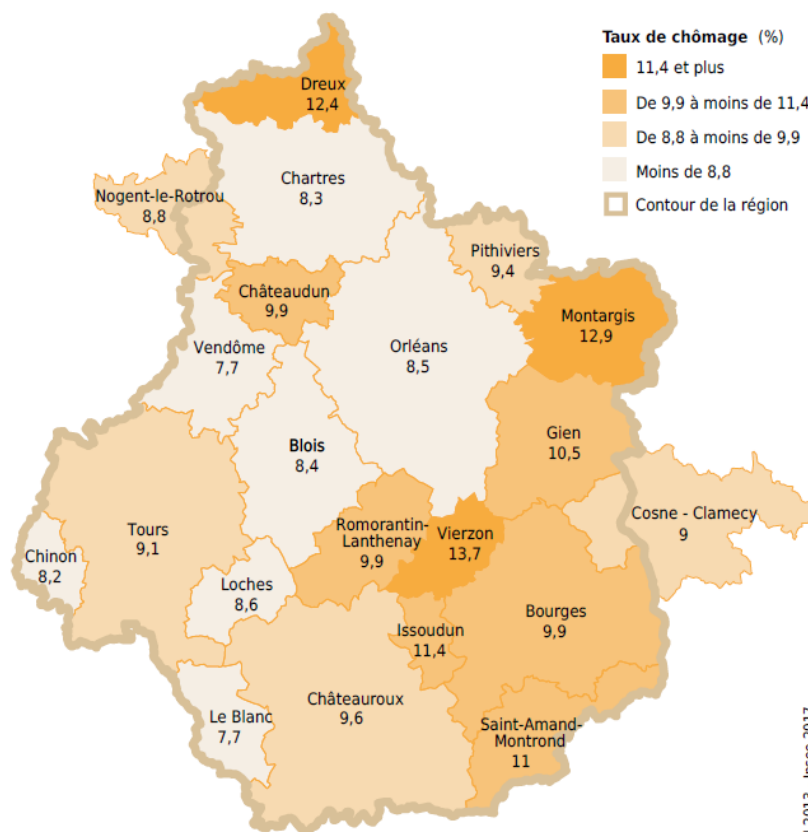 Taux de chômage (%)
11,4 et plus
De 9,9 à moins de 11,4
De 8,8 à moins de 9,9
Moins de 8,8
Contour de la région
Dreux
12,4
Chartres
8,3
Nogent-le-Rotrou
8,8
Pithiviers
9,4
Châteaudun
9,9
Montargis
12,9
Vendôme
7,7
Orléans
8,5
Blois
8,4
Gien
10,5
Cosne - Clamecy
9
Tours
9,1
Romorantin-
Lanthenay
9,9
Vierzon
13,7
Chinon
8,2
Loches
8,6
Bourges
9,9
Issoudun
11,4
Châteauroux
9,6
Le Blanc
7,7
Saint-Amand-
Montrond
11
2013 Insee 2017